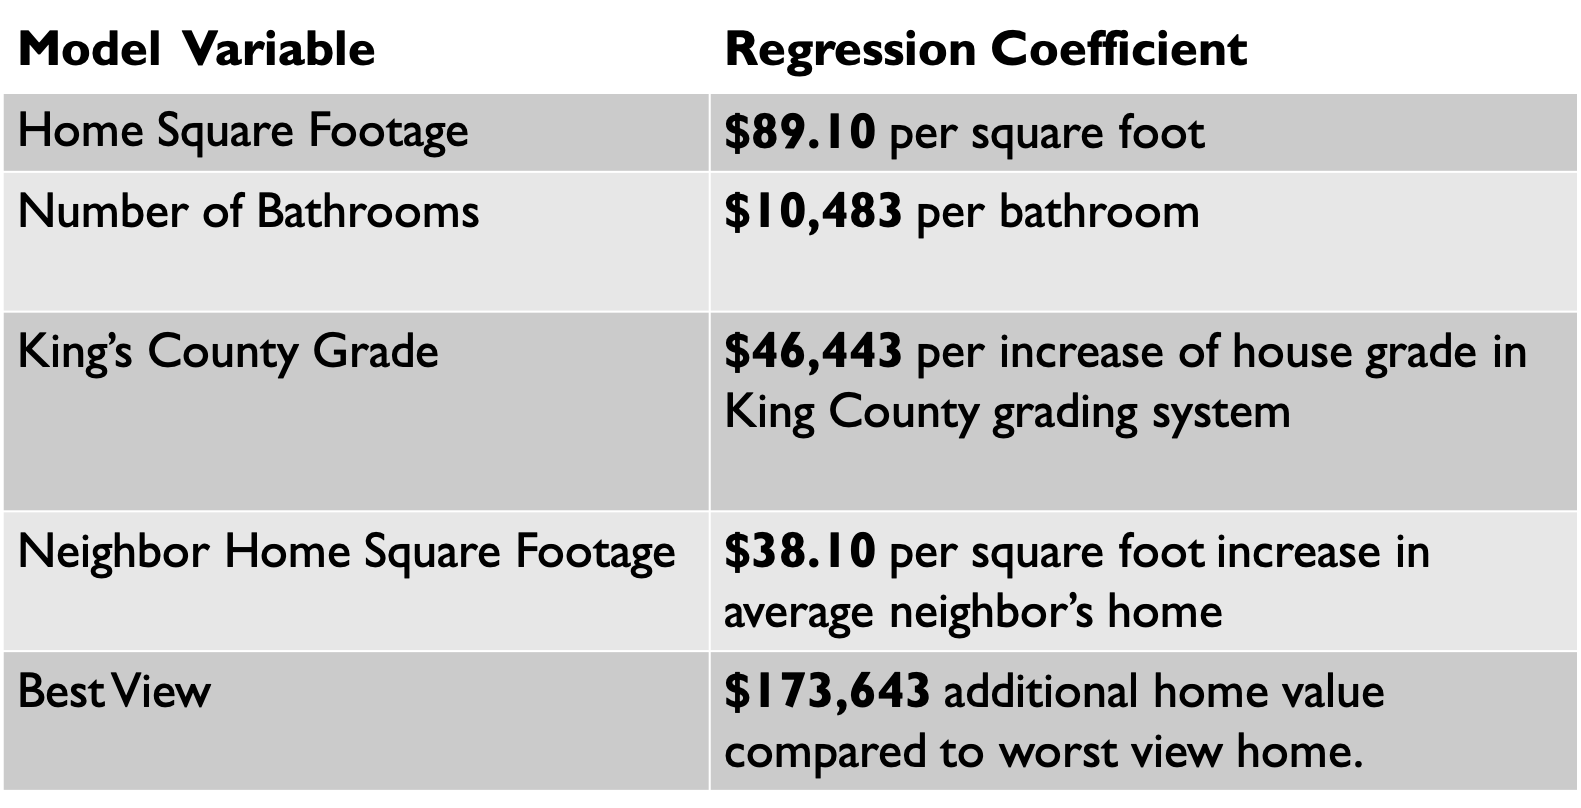 Model Variable
Regression Coefficient
Home Square Footage
$89.10 per square foot
Number of Bathrooms
$10,483 per bathroom
King’s County Grade
$46,443 per increase of house grade in
King County grading system
Neighbor Home Square Footage
$38.10 per square foot increase in
average neighbor’s home
Best View
$173,643 additional home value
compared to worst view home.